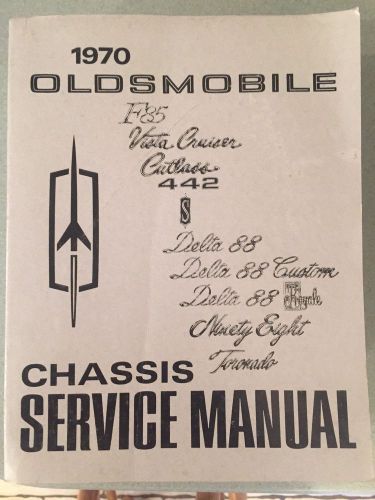 1970
OLDSMOBILE
F85
Vista Cruiser
Cutlass
442
S
Delta 88
Delta 88 Custom
Delta 88 Royale
Ninety Eight
Toronado
CHASSIS
SERVICE MANUAL